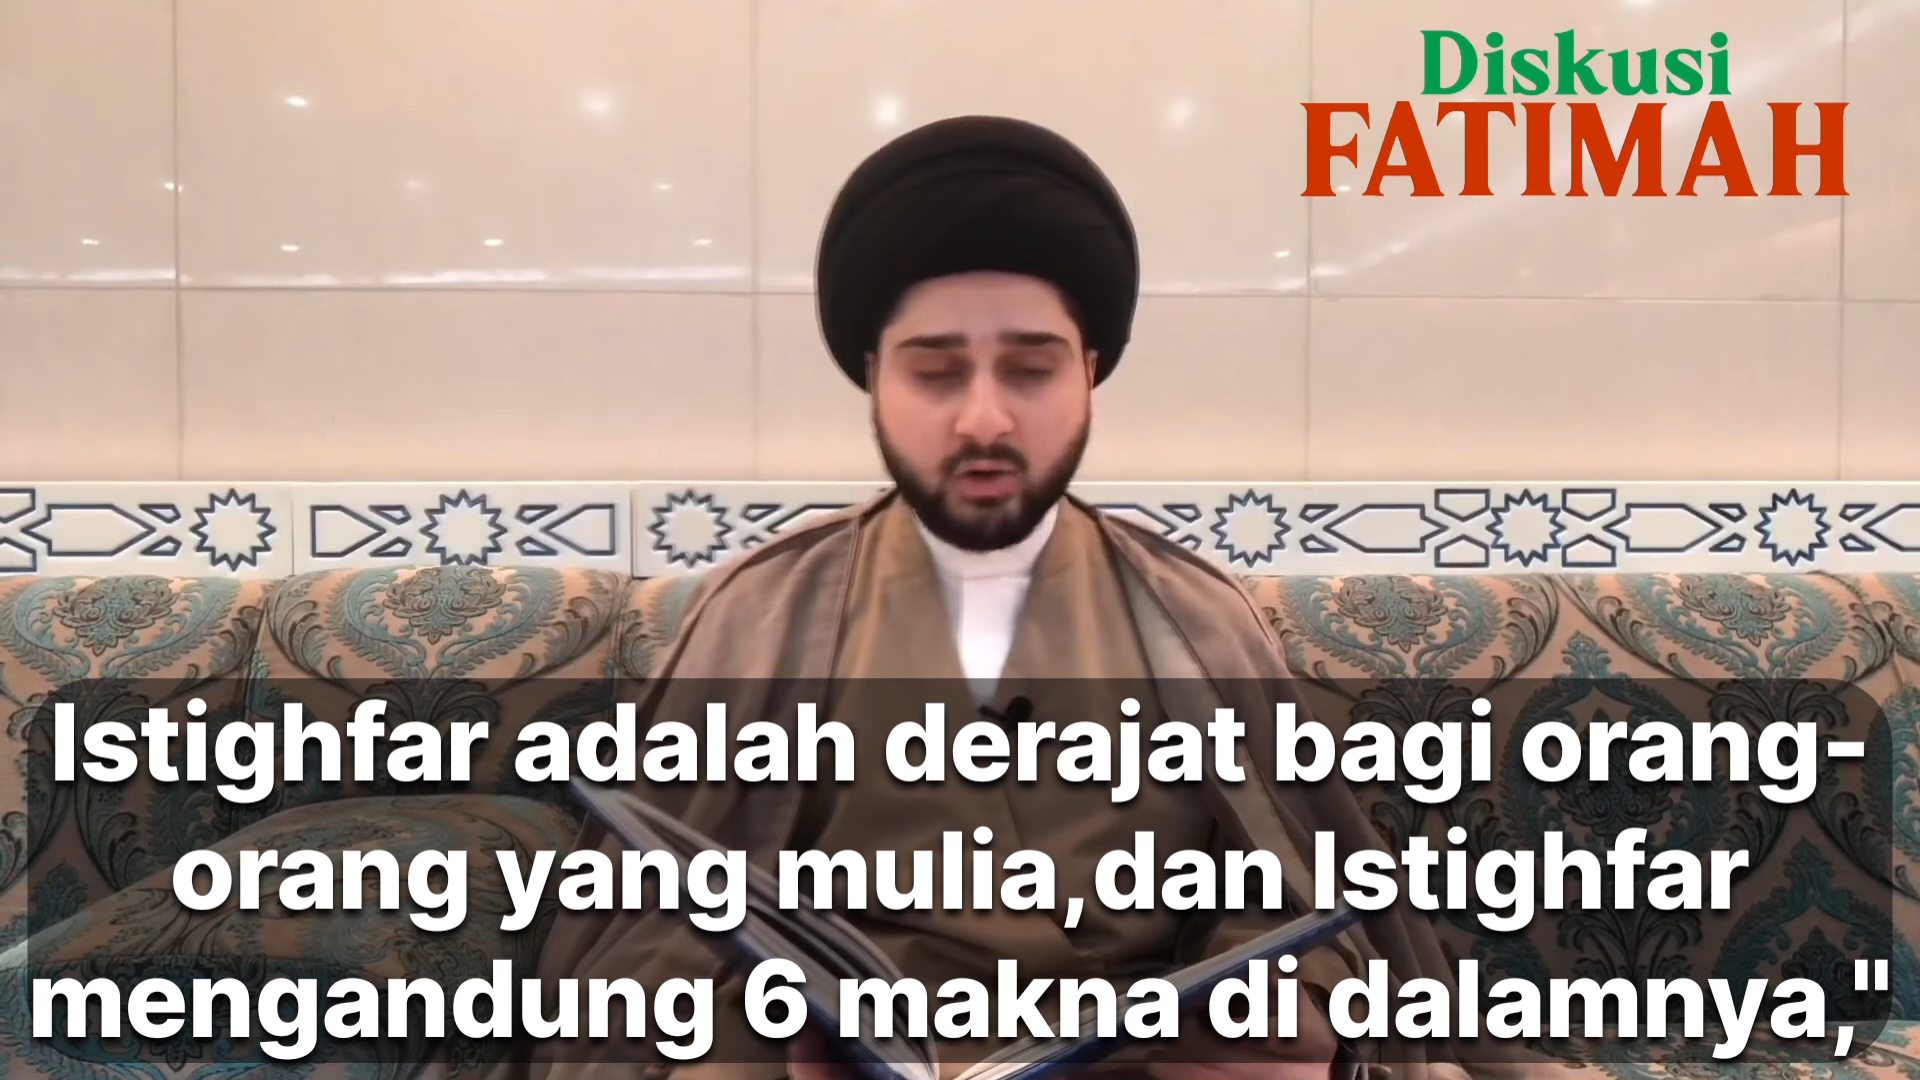 Diskusi
FATIMAH
Istighfar adalah derajat bagi orang-
orang yang mulia,dan Istighfar
mengandung 6 makna di dalamnya,"